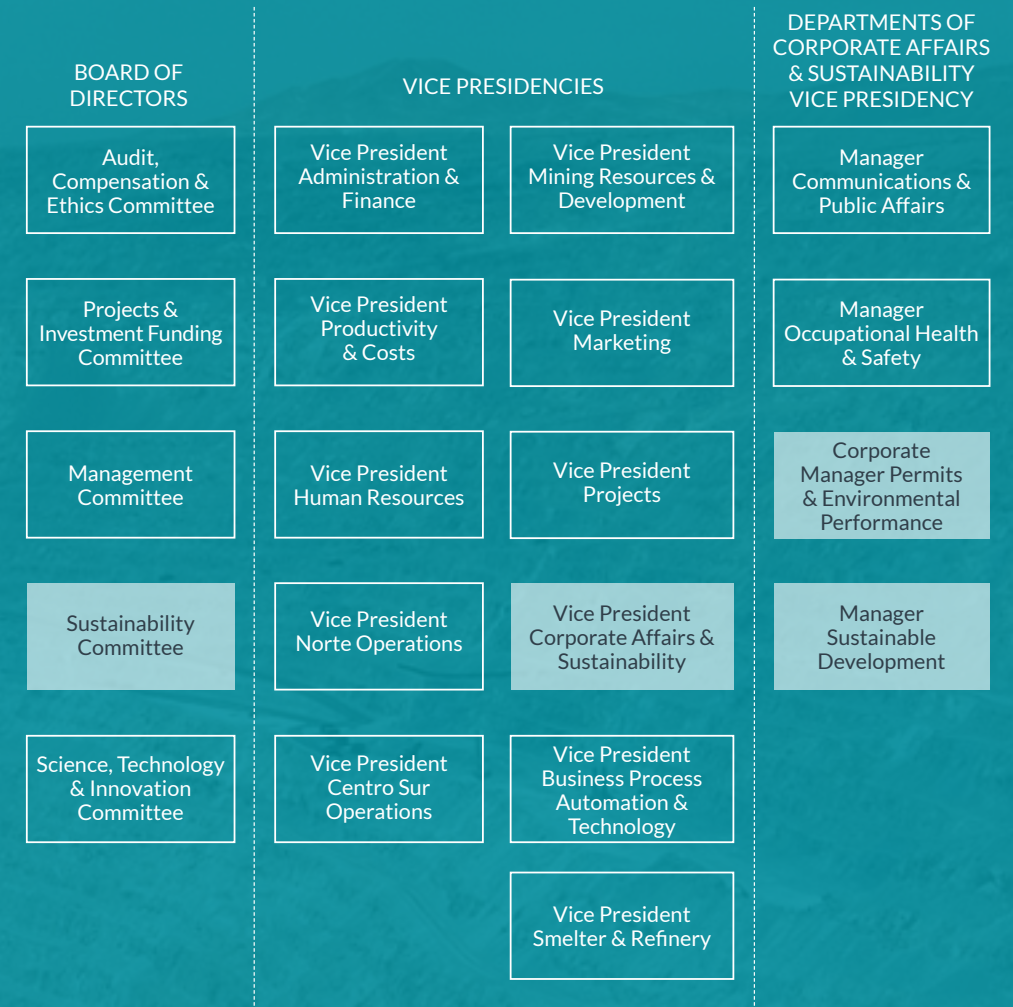 BOARD OF
DIRECTORS
Audit,
Compensation &
Ethics Committee
Projects &
Investment Funding
Committee
Management
Committee
Sustainability
Committee
Science, Technology
& Innovation
Committee
VICE PRESIDENCIES
Vice President
Administration &
Finance
Vice President
Productivity
& Costs
Vice President
Human Resources
Vice President
Norte Operations
Vice President
Centro Sur
Operations
Vice President
Mining Resources &
Development
Vice President
Marketing
Vice President
Projects
Vice President
Corporate Affairs &
Sustainability
Vice President
Business Process
Automation &
Technology
Vice President
Smelter & Refinery
DEPARTMENTS OF
CORPORATE AFFAIRS
& SUSTAINABILITY
VICE PRESIDENCY
Manager
Communications &
Public Affairs
Manager
Occupational Health
& Safety
Corporate
Manager Permits
& Environmental
Performance
Manager
Sustainable
Development